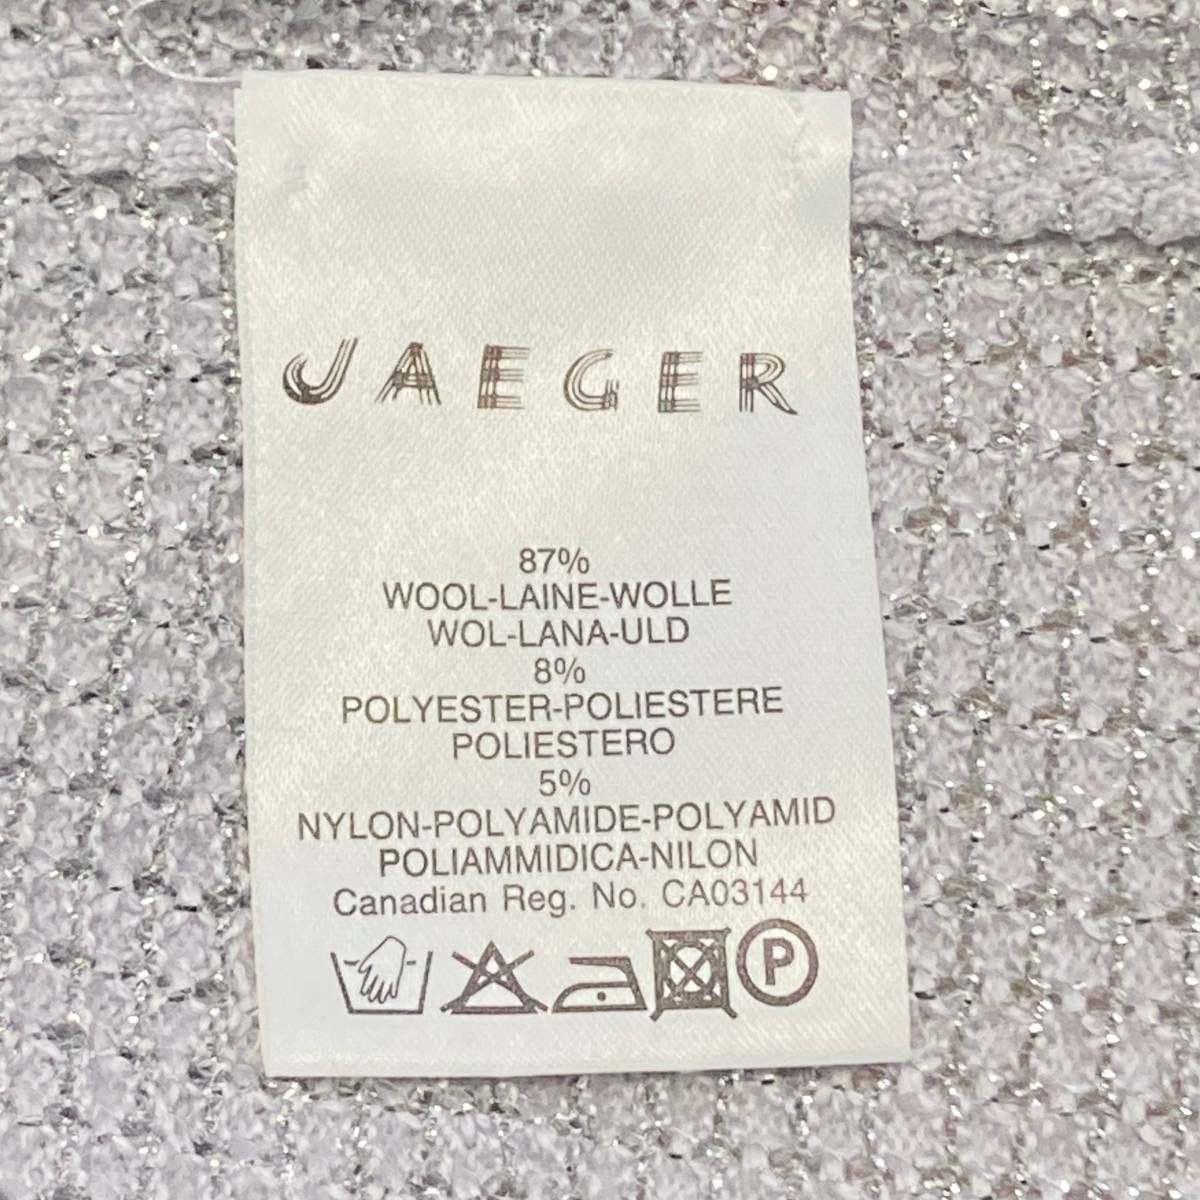 JAEGER
87%
WOOL-LAINE-WOLLE
WOL-LANA-ULD
8%
POLYESTER-POLIESTERE
POLIESTERO
5%
NYLON-POLYAMIDE-POLYAMID
POLIAMMIDICA-NILON
Canadian Reg. No. CA03144
P